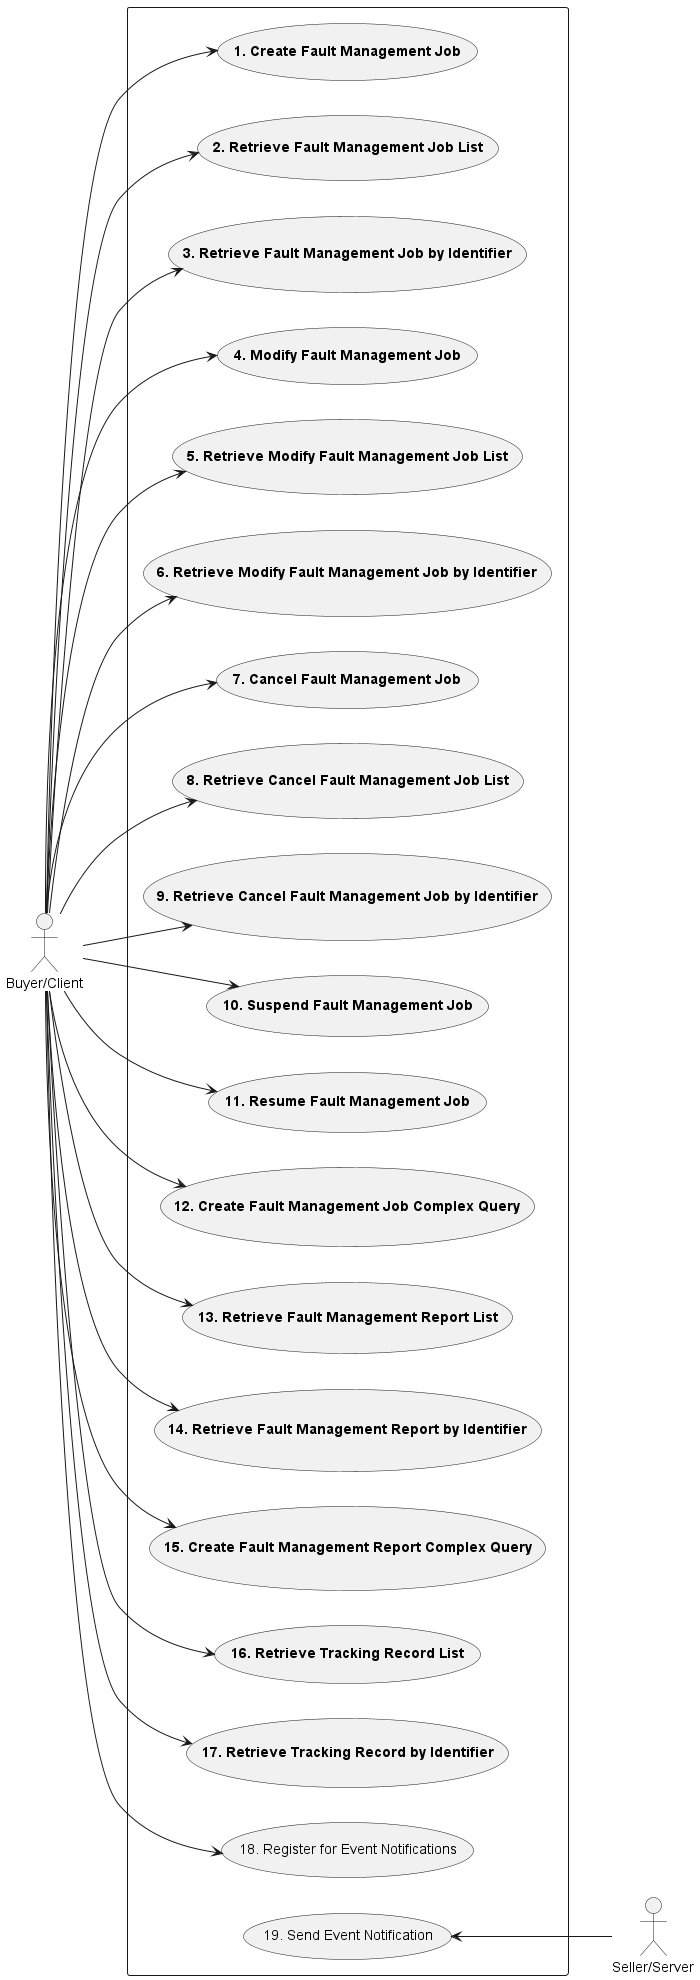 1. Create Fault Management Job
2. Retrieve Fault Management Job List
3. Retrieve Fault Management Job by Identifier
4. Modify Fault Management Job
5. Retrieve Modify Fault Management Job List
6. Retrieve Modify Fault Management Job by Identifier
7. Cancel Fault Management Job
8. Retrieve Cancel Fault Management Job List
9. Retrieve Cancel Fault Management Job by Identifier
Buyer/Client
10. Suspend Fault Management Job
11. Resume Fault Management Job
12. Create Fault Management Job Complex Query
13. Retrieve Fault Management Report List
14. Retrieve Fault Management Report by Identifier
15. Create Fault Management Report Complex Query
16. Retrieve Tracking Record List
17. Retrieve Tracking Record by Identifier
18. Register for Event Notifications
19. Send Event Notification
Seller/Server